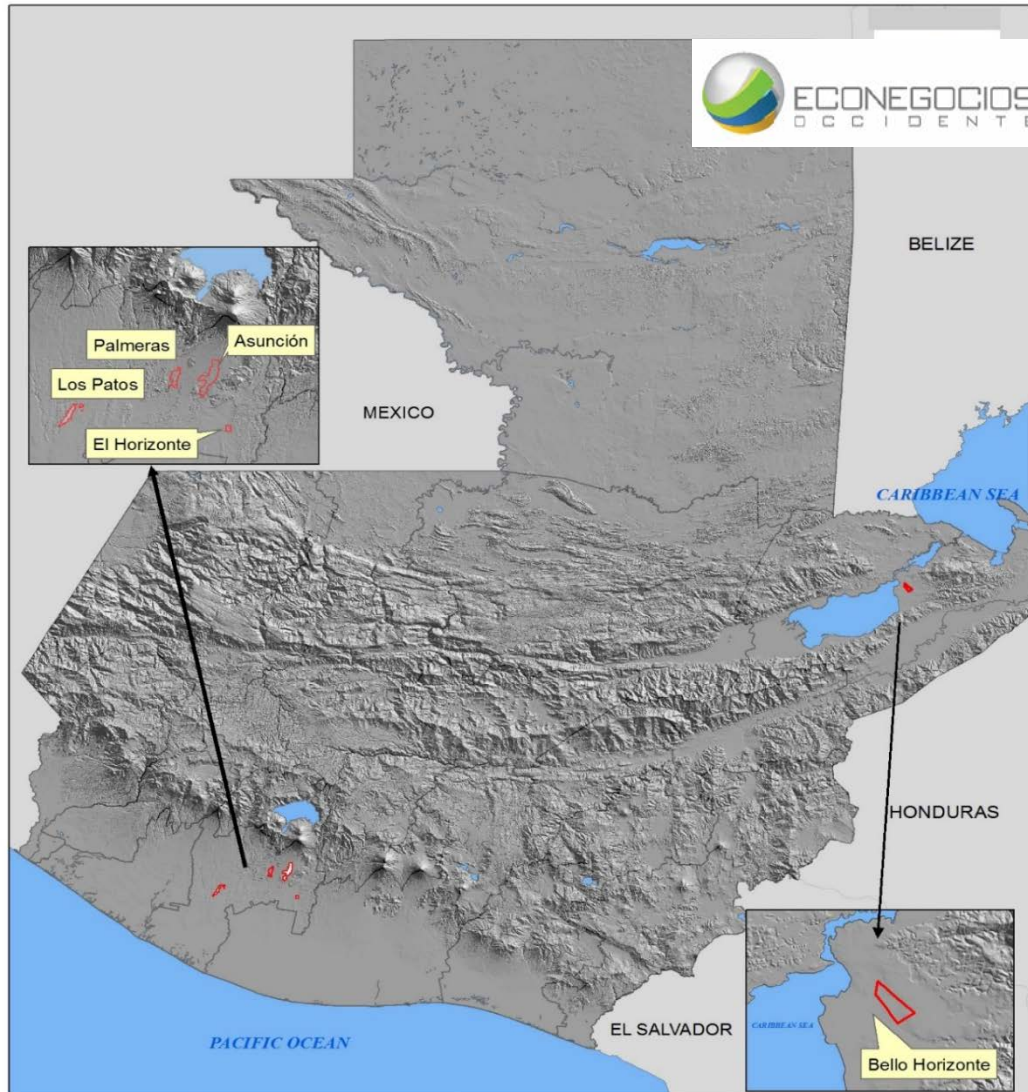 ECONEGOCIOS
OCCIDENTE
BELIZE
Palmeras
Asunción
Los Patos
El Horizonte
MEXICO
CARIBBEAN SEA
HONDURAS
EL SALVADOR
PACIFIC OCEAN
CARIBBEAN SEA
Bello Horizonte